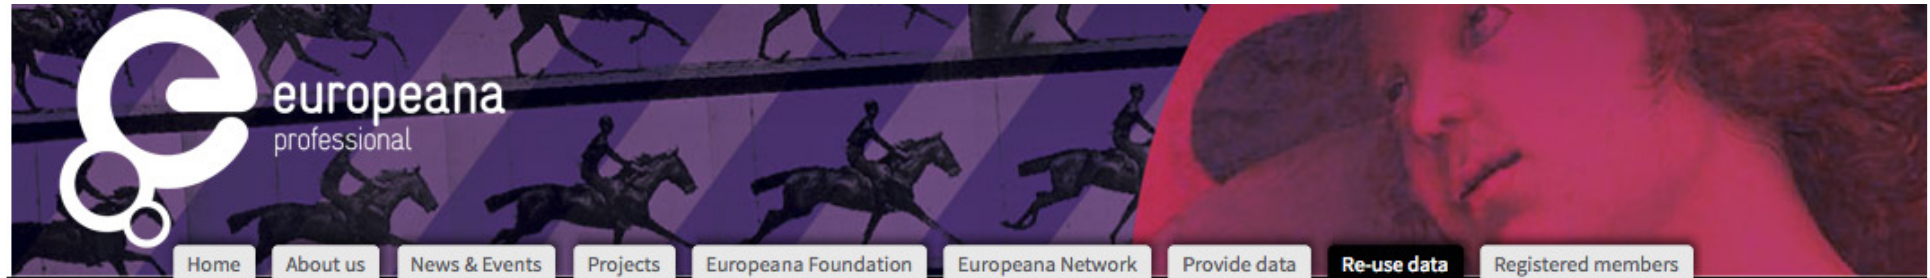 europeana
professional
Home About us News & Events Projects Europeana Foundation Europeana Network Provide data Re-use data Registered members